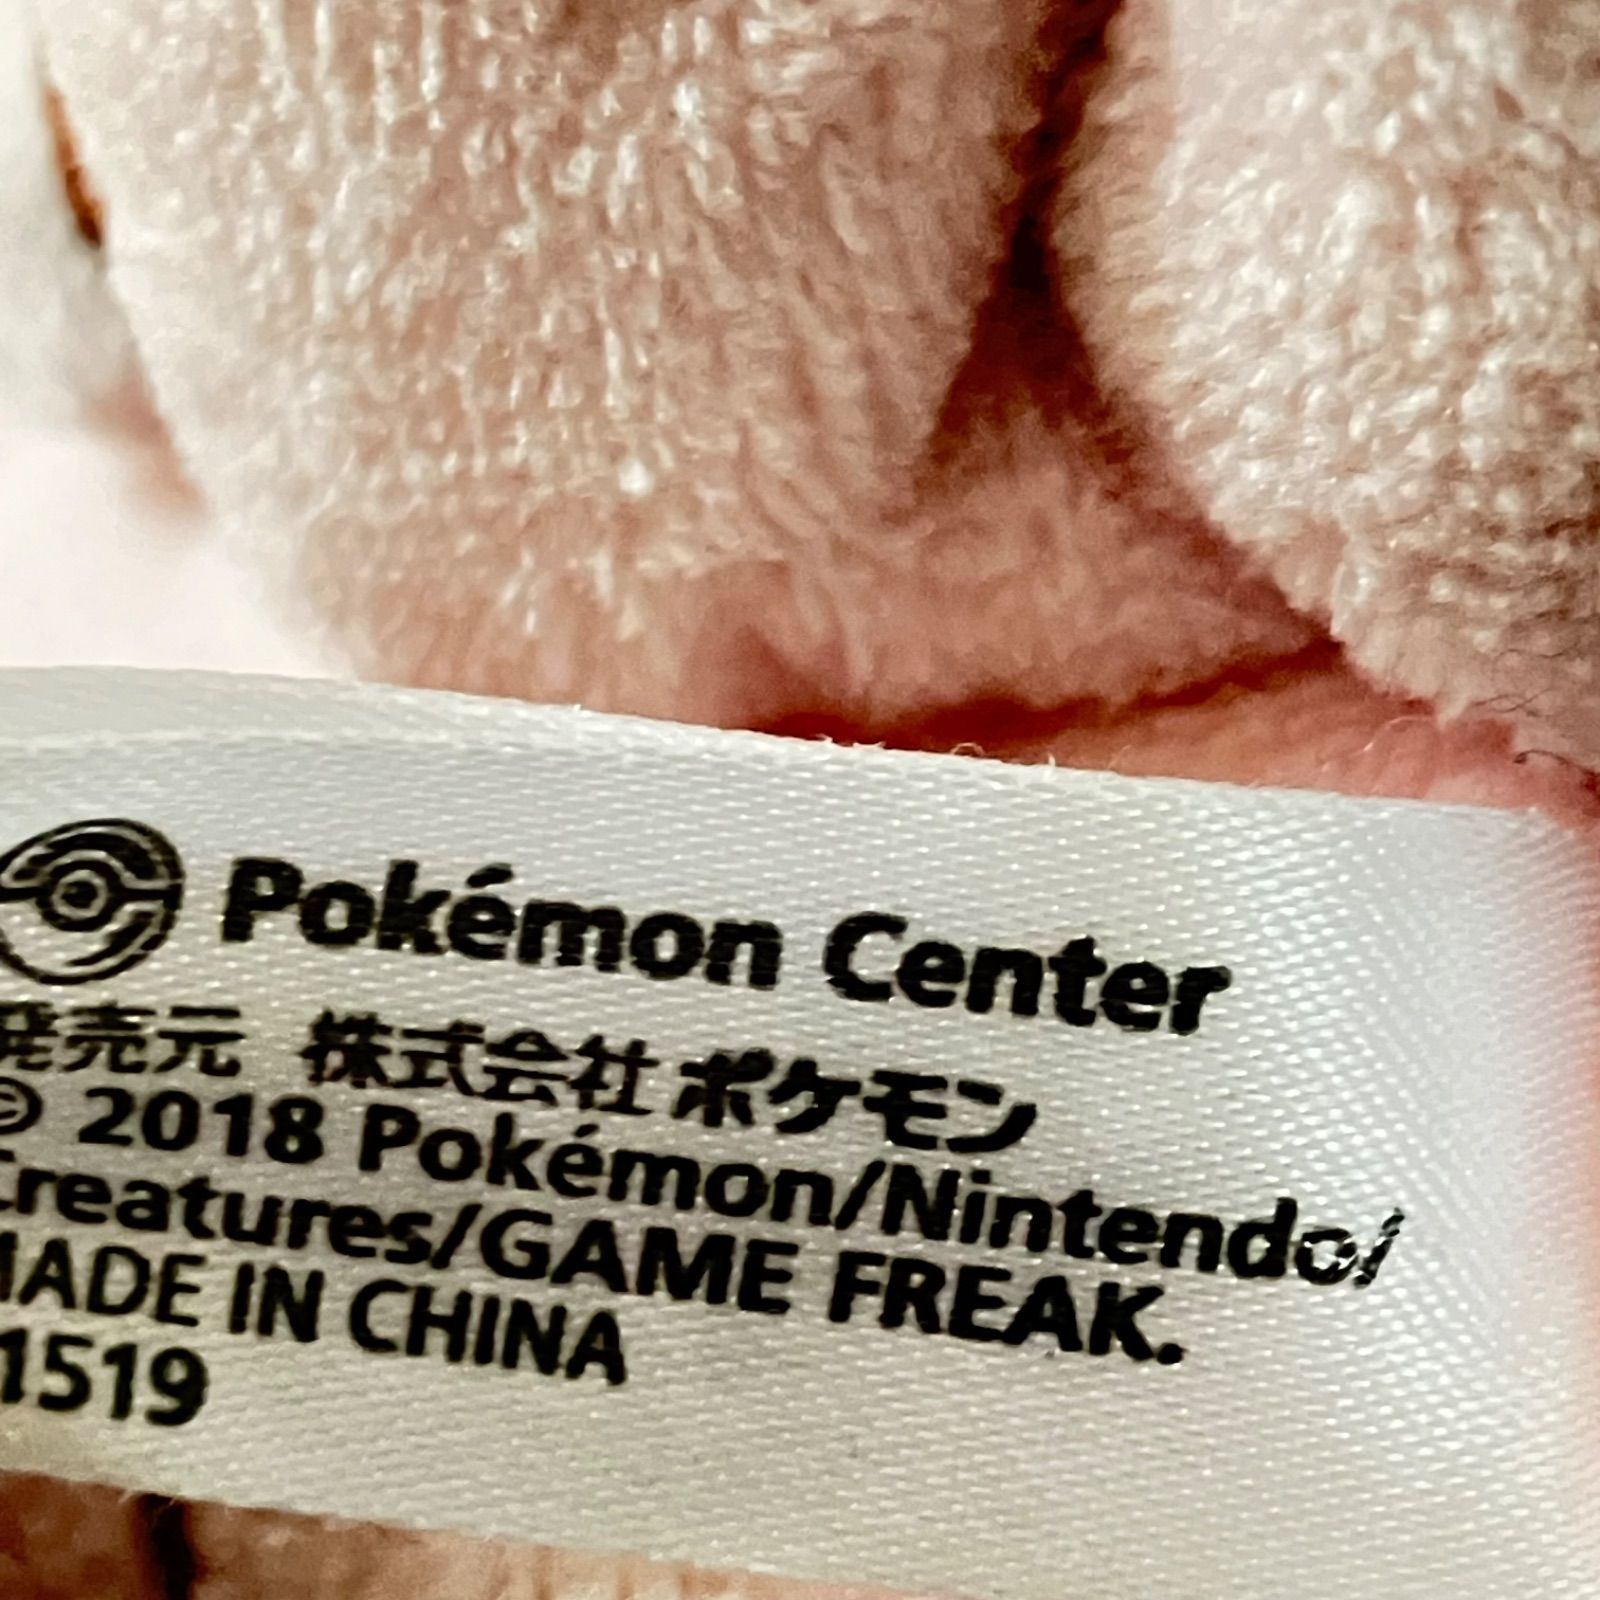 Pokémon Center
発売元 株式会社 ポケモン
© 2018 Pokémon/Nintendo/
Creatures/GAME FREAK.
MADE IN CHINA
1519